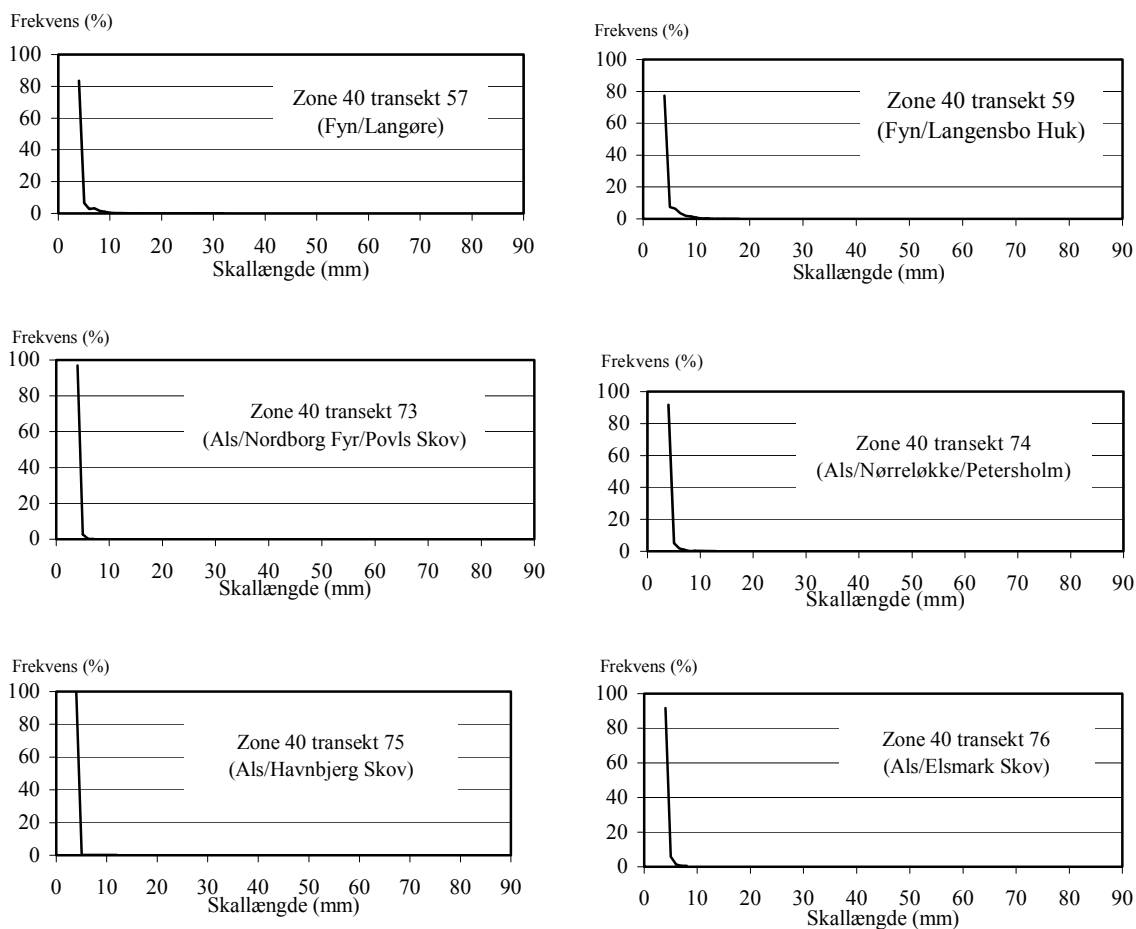 Frekvens (%)
100
80
60
40
20
0
Zone 40 transekt 57
(Fyn/Langøre)
0 10 20 30 40 50 60 70 80 90
Skallængde (mm)
Frekvens (%)
100
80
60
40
20
0
Zone 40 transekt 59
(Fyn/Langensbo Huk)
0 10 20 30 40 50 60 70 80 90
Skallængde (mm)
Frekvens (%)
100
80
60
40
20
0
Zone 40 transekt 73
(Als/Nordborg Fyr/Povls Skov)
0 10 20 30 40 50 60 70 80 90
Skallængde (mm)
Frekvens (%)
100
80
60
40
20
0
Zone 40 transekt 74
(Als/Nørreløkke/Petersholm)
0 10 20 30 40 50 60 70 80 90
Skallængde (mm)
Frekvens (%)
100
80
60
40
20
0
Zone 40 transekt 75
(Als/Havnbjerg Skov)
0 10 20 30 40 50 60 70 80 90
Skallængde (mm)
Frekvens (%)
100
80
60
40
20
0
Zone 40 transekt 76
(Als/Elsmark Skov)
0 10 20 30 40 50 60 70 80 90
Skallængde (mm)